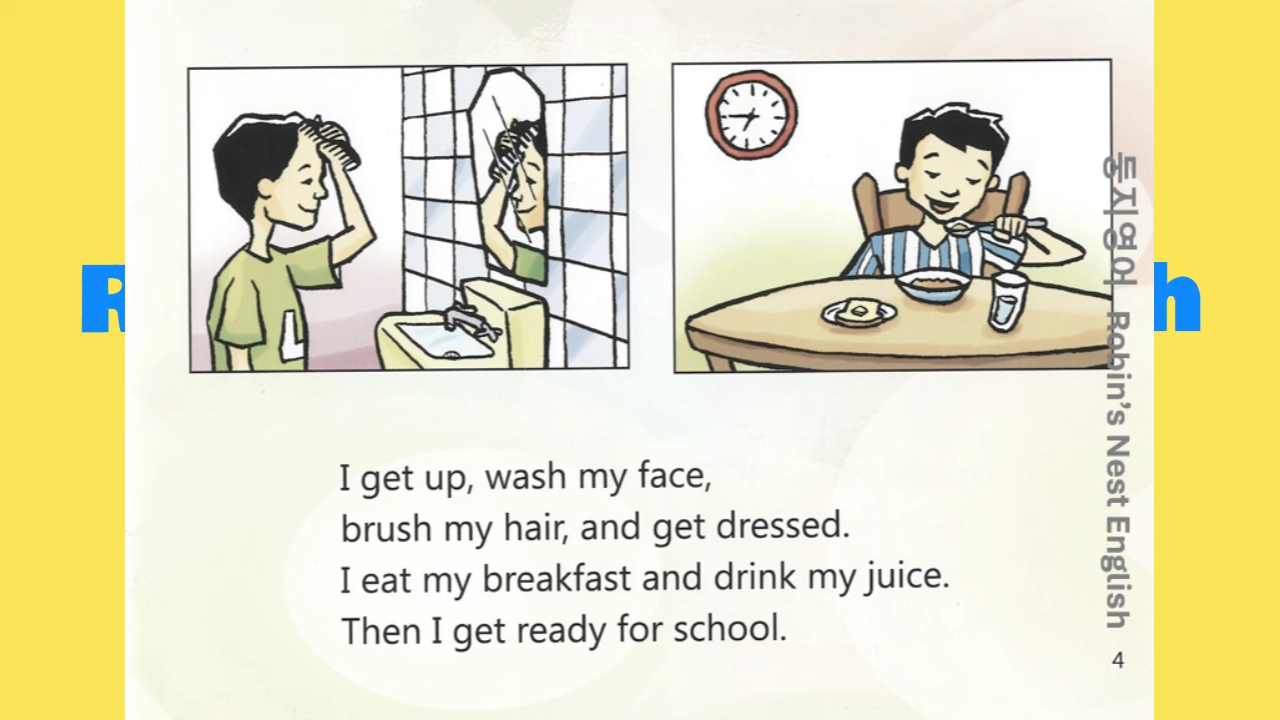 I get up, wash my face,
brush my hair, and get dressed.
I eat my breakfast and drink my juice.
Then I get ready for school.
둥지영어 Robin's Nest English
4